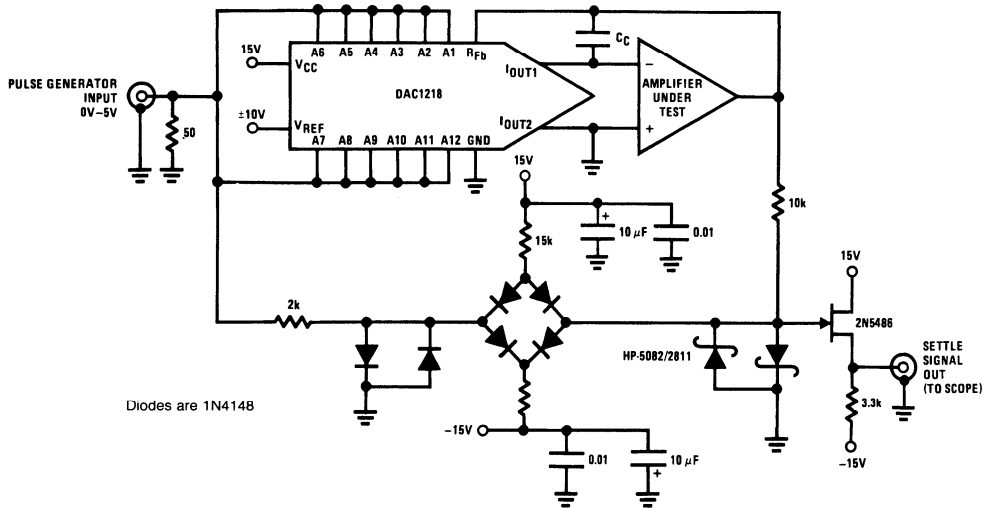 A6 A5 A4 A3 A2 A1 RFb
CC
15V
VCC
IOUT1
PULSE GENERATOR
INPUT
0V–5V
DAC1218
AMPLIFIER
UNDER
TEST
−
+
50
±10V
VREF
IOUT2
A7 A8 A9 A10 A11 A12 GND
15V
10k
15k
+
10 μF
0.01
15V
2k
2N5486
HP-5082/2811
SETTLE
SIGNAL
OUT
(TO SCOPE)
Diodes are 1N4148
3.3k
−15V
0.01
10 μF
+
−15V